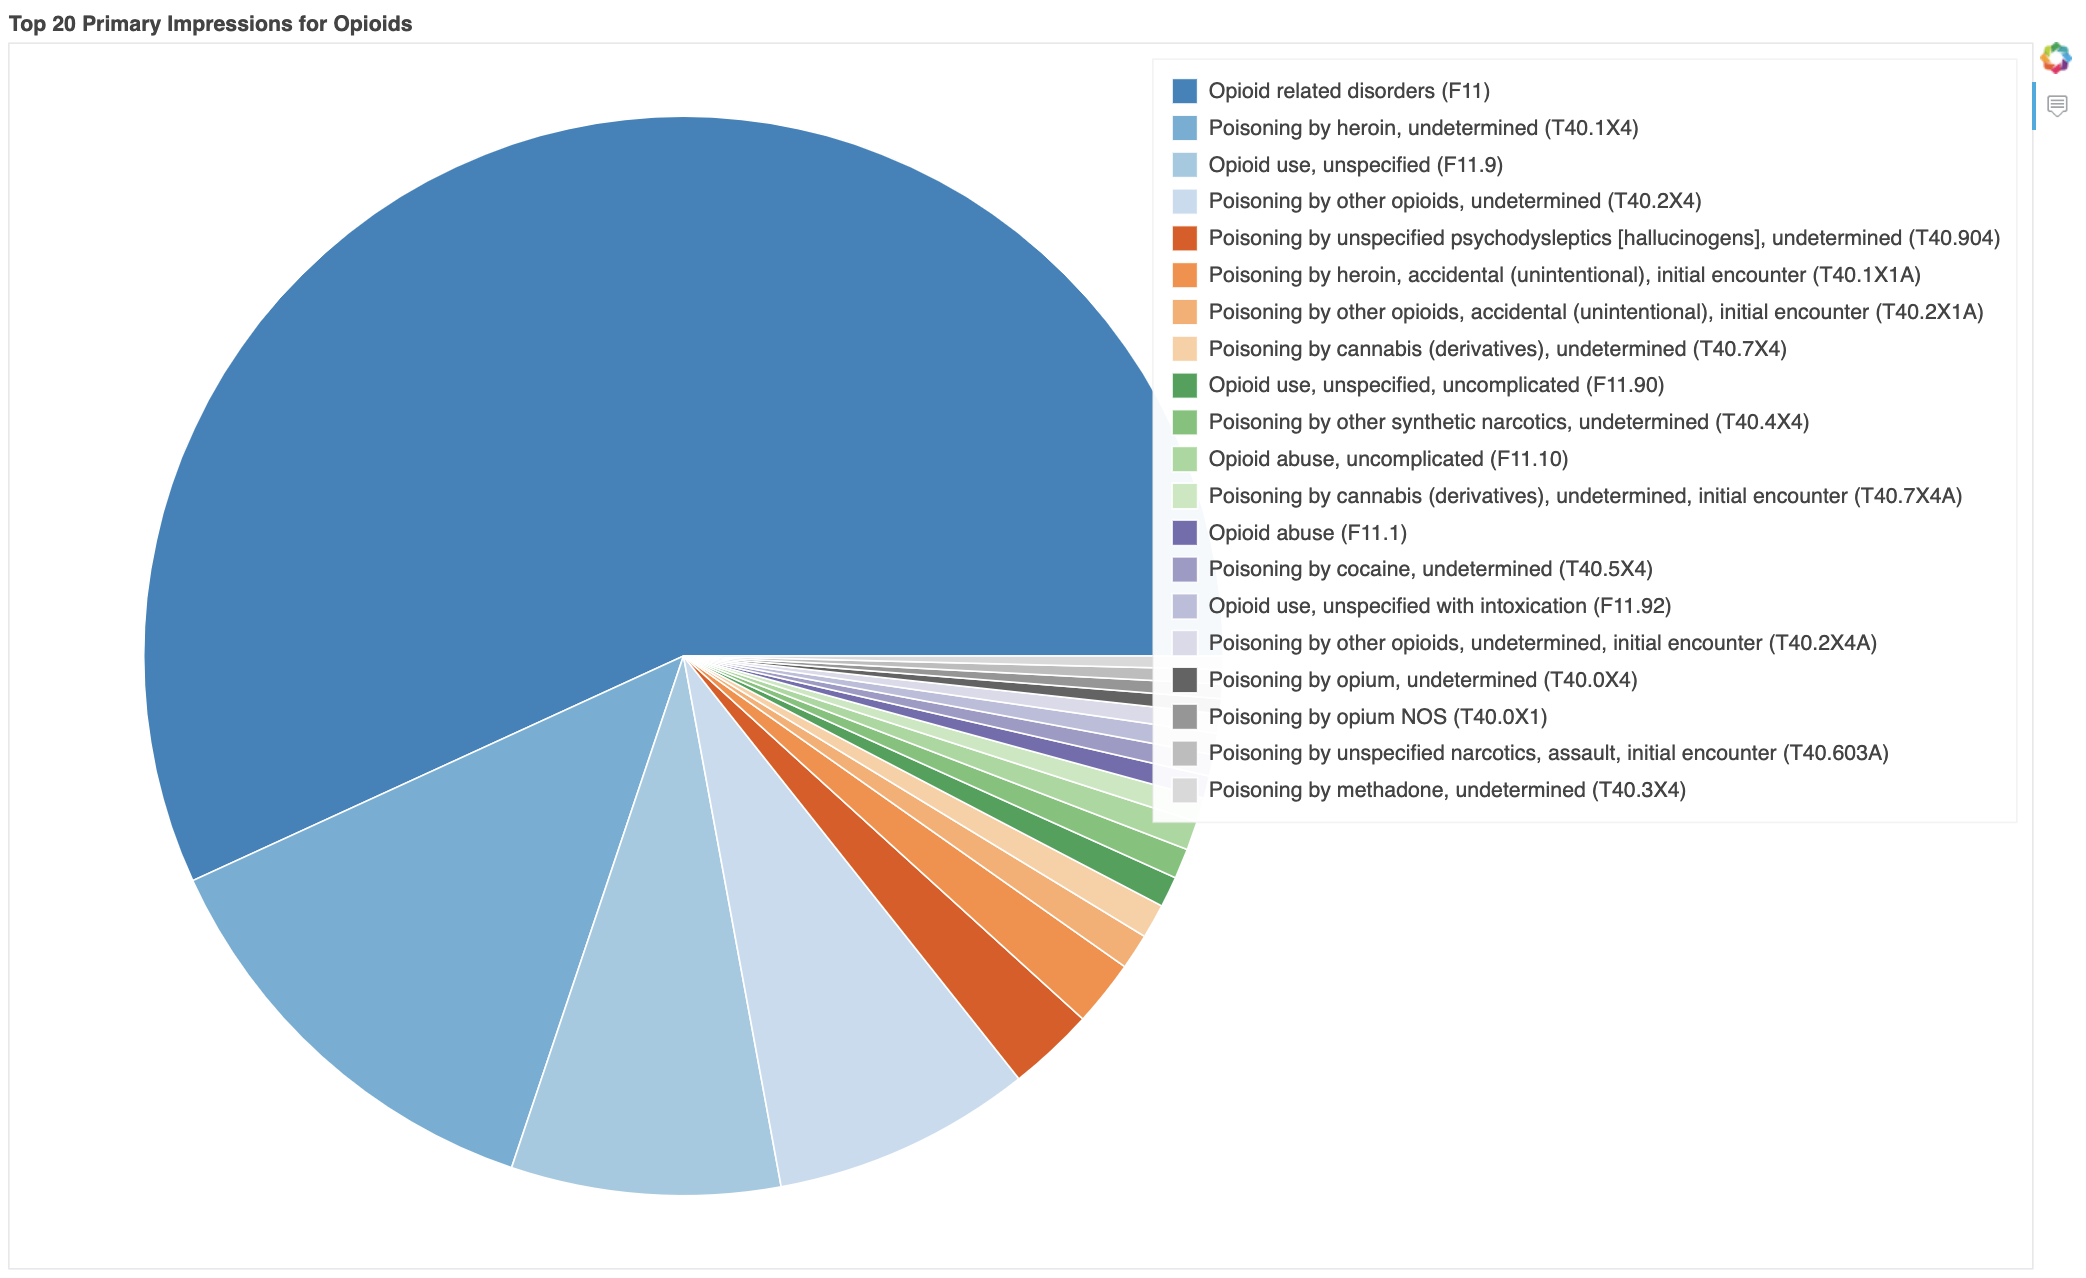 Top 20 Primary Impressions for Opioids
Opioid related disorders (F11)
Poisoning by heroin, undetermined (T40.1X4)
Opioid use, unspecified (F11.9)
Poisoning by other opioids, undetermined (T40.2X4)
Poisoning by unspecified psychodysleptics [hallucinogens], undetermined (T40.904)
Poisoning by heroin, accidental (unintentional), initial encounter (T40.1X1A)
Poisoning by other opioids, accidental (unintentional), initial encounter (T40.2X1A)
Poisoning by cannabis (derivatives), undetermined (T40.7X4)
Opioid use, unspecified, uncomplicated (F11.90)
Poisoning by other synthetic narcotics, undetermined (T40.4X4)
Opioid abuse, uncomplicated (F11.10)
Poisoning by cannabis (derivatives), undetermined, initial encounter (T40.7X4A)
Opioid abuse (F11.1)
Poisoning by cocaine, undetermined (T40.5X4)
Opioid use, unspecified with intoxication (F11.92)
Poisoning by other opioids, undetermined, initial encounter (T40.2X4A)
Poisoning by opium, undetermined (T40.0X4)
Poisoning by opium NOS (T40.0X1)
Poisoning by unspecified narcotics, assault, initial encounter (T40.603A)
Poisoning by methadone, undetermined (T40.3X4)